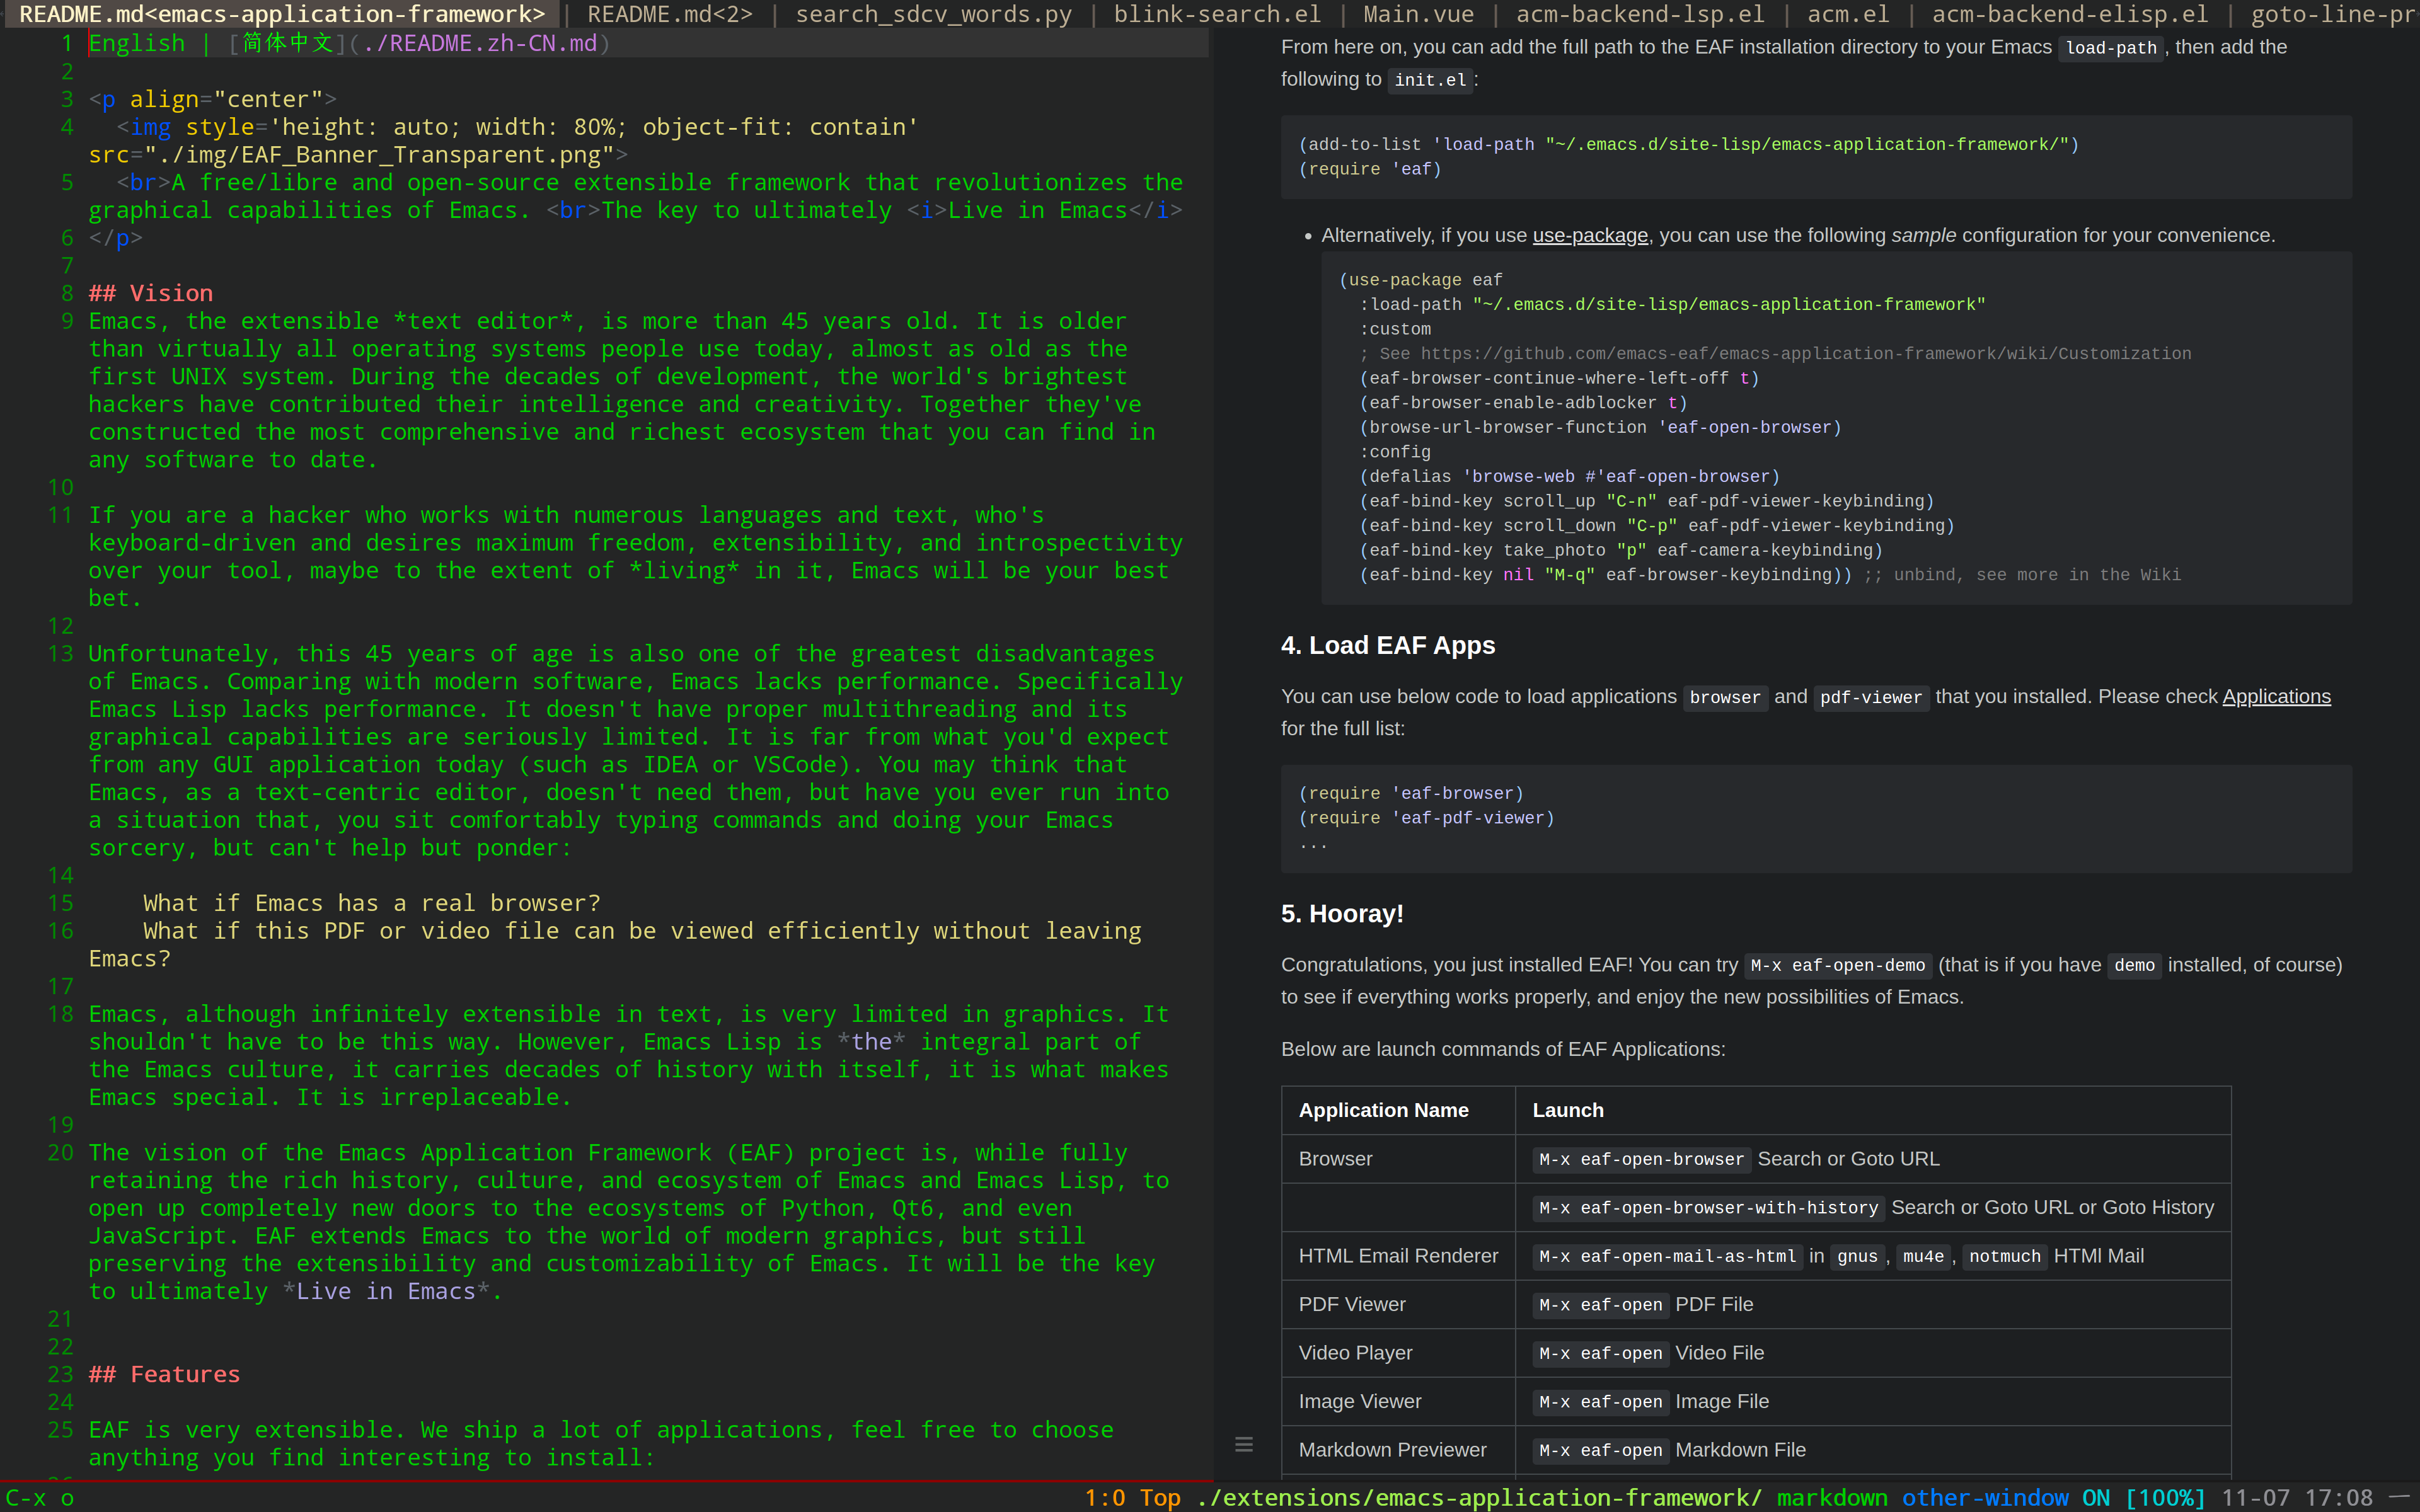 README.md<emacs-application-framework> | README.md<2> | search_sdcv_words.py | blink-search.el | Main.vue | acm-backend-lsp.el | acm.el | acm-backend-elisp.el | goto-line-pr
1 English | [简体中文](./README.zh-CN.md)
2
3 <p align="center">
4   <img style='height: auto; width: 80%; object-fit: contain'
src="./img/EAF_Banner_Transparent.png">
5   <br>A free/libre and open-source extensible framework that revolutionizes the
graphical capabilities of Emacs. <br>The key to ultimately <i>Live in Emacs</i>
6 </p>
7
8 ## Vision
9 Emacs, the extensible *text editor*, is more than 45 years old. It is older
than virtually all operating systems people use today, almost as old as the
first UNIX system. During the decades of development, the world's brightest
hackers have contributed their intelligence and creativity. Together they've
constructed the most comprehensive and richest ecosystem that you can find in
any software to date.
10
11 If you are a hacker who works with numerous languages and text, who's
keyboard-driven and desires maximum freedom, extensibility, and introspectivity
over your tool, maybe to the extent of *living* in it, Emacs will be your best
bet.
12
13 Unfortunately, this 45 years of age is also one of the greatest disadvantages
of Emacs. Comparing with modern software, Emacs lacks performance. Specifically
Emacs Lisp lacks performance. It doesn't have proper multithreading and its
graphical capabilities are seriously limited. It is far from what you'd expect
from any GUI application today (such as IDEA or VSCode). You may think that
Emacs, as a text-centric editor, doesn't need them, but have you ever run into
a situation that, you sit comfortably typing commands and doing your Emacs
sorcery, but can't help but ponder:
14
15     What if Emacs has a real browser?
16     What if this PDF or video file can be viewed efficiently without leaving
Emacs?
17
18 Emacs, although infinitely extensible in text, is very limited in graphics. It
shouldn't have to be this way. However, Emacs Lisp is *the* integral part of
the Emacs culture, it carries decades of history with itself, it is what makes
Emacs special. It is irreplaceable.
19
20 The vision of the Emacs Application Framework (EAF) project is, while fully
retaining the rich history, culture, and ecosystem of Emacs and Emacs Lisp, to
open up completely new doors to the ecosystems of Python, Qt6, and even
JavaScript. EAF extends Emacs to the world of modern graphics, but still
preserving the extensibility and customizability of Emacs. It will be the key
to ultimately *Live in Emacs*.
21
22
23 ## Features
24
25 EAF is very extensible. We ship a lot of applications, feel free to choose
anything you find interesting to install:
From here on, you can add the full path to the EAF installation directory to your Emacs load-path, then add the
following to init.el:
(add-to-list 'load-path "~/.emacs.d/site-lisp/emacs-application-framework/")
(require 'eaf)
• Alternatively, if you use use-package, you can use the following sample configuration for your convenience.
(use-package eaf
  :load-path "~/.emacs.d/site-lisp/emacs-application-framework"
  :custom
  ; See https://github.com/emacs-eaf/emacs-application-framework/wiki/Customization
  (eaf-browser-continue-where-left-off t)
  (eaf-browser-enable-adblocker t)
  (browse-url-browser-function 'eaf-open-browser)
  :config
  (defalias 'browse-web #'eaf-open-browser)
  (eaf-bind-key scroll_up "C-n" eaf-pdf-viewer-keybinding)
  (eaf-bind-key scroll_down "C-p" eaf-pdf-viewer-keybinding)
  (eaf-bind-key take_photo "p" eaf-camera-keybinding)
  (eaf-bind-key nil "M-q" eaf-browser-keybinding)) ;; unbind, see more in the Wiki
4. Load EAF Apps
You can use below code to load applications browser and pdf-viewer that you installed. Please check Applications
for the full list:
(require 'eaf-browser)
(require 'eaf-pdf-viewer)
...
5. Hooray!
Congratulations, you just installed EAF! You can try M-x eaf-open-demo (that is if you have demo installed, of course)
to see if everything works properly, and enjoy the new possibilities of Emacs.
Below are launch commands of EAF Applications:
Application Name Launch
Browser M-x eaf-open-browser Search or Goto URL
M-x eaf-open-browser-with-history Search or Goto URL or Goto History
HTML Email Renderer M-x eaf-open-mail-as-html in gnus, mu4e, notmuch HTMl Mail
PDF Viewer M-x eaf-open PDF File
Video Player M-x eaf-open Video File
Image Viewer M-x eaf-open Image File
Markdown Previewer M-x eaf-open Markdown File
C-x o 1:0 Top ./extensions/emacs-application-framework/ markdown other-window ON [100%] 11-07 17:08 一